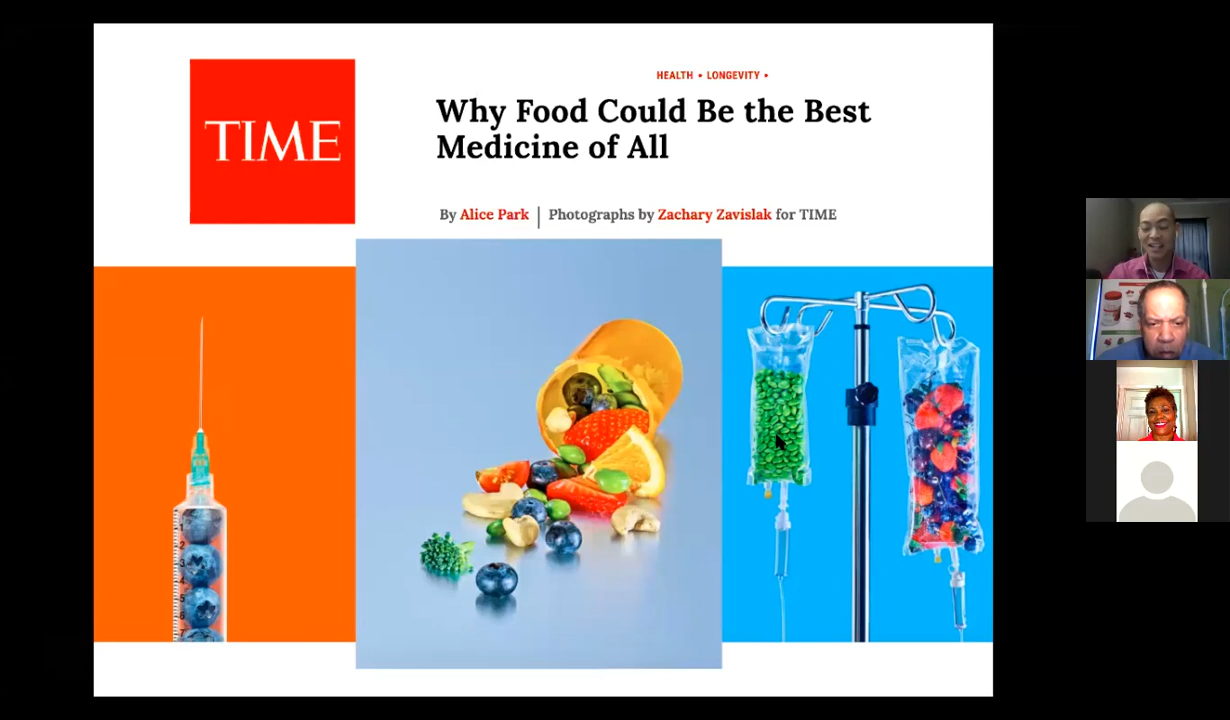 TIME
HEALTH • LONGEVITY •
Why Food Could Be the Best
Medicine of All
By Alice Park | Photographs by Zachary Zavislak for TIME